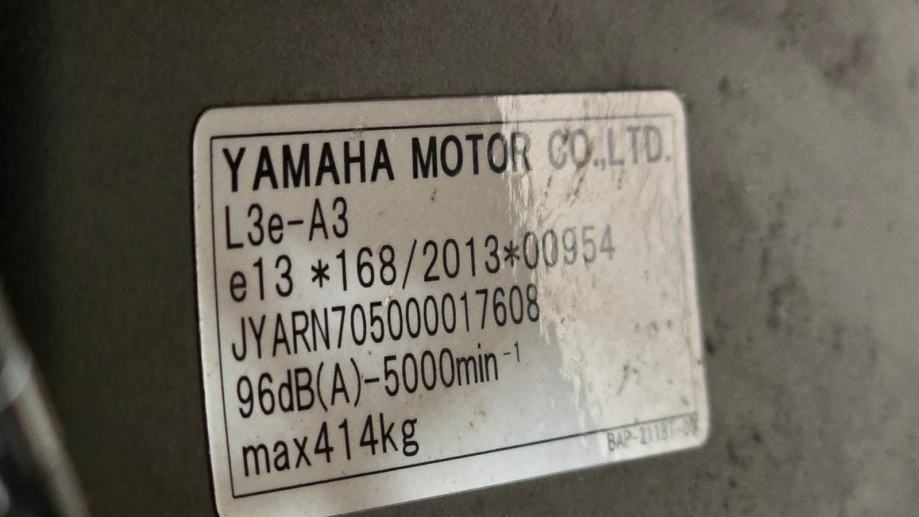 YAMAHA MOTOR CO.,LTD.
L3e-A3
e13 *168/2013*00954
JYARN705000017608
96dB(A)-5000min⁻¹
max414kg